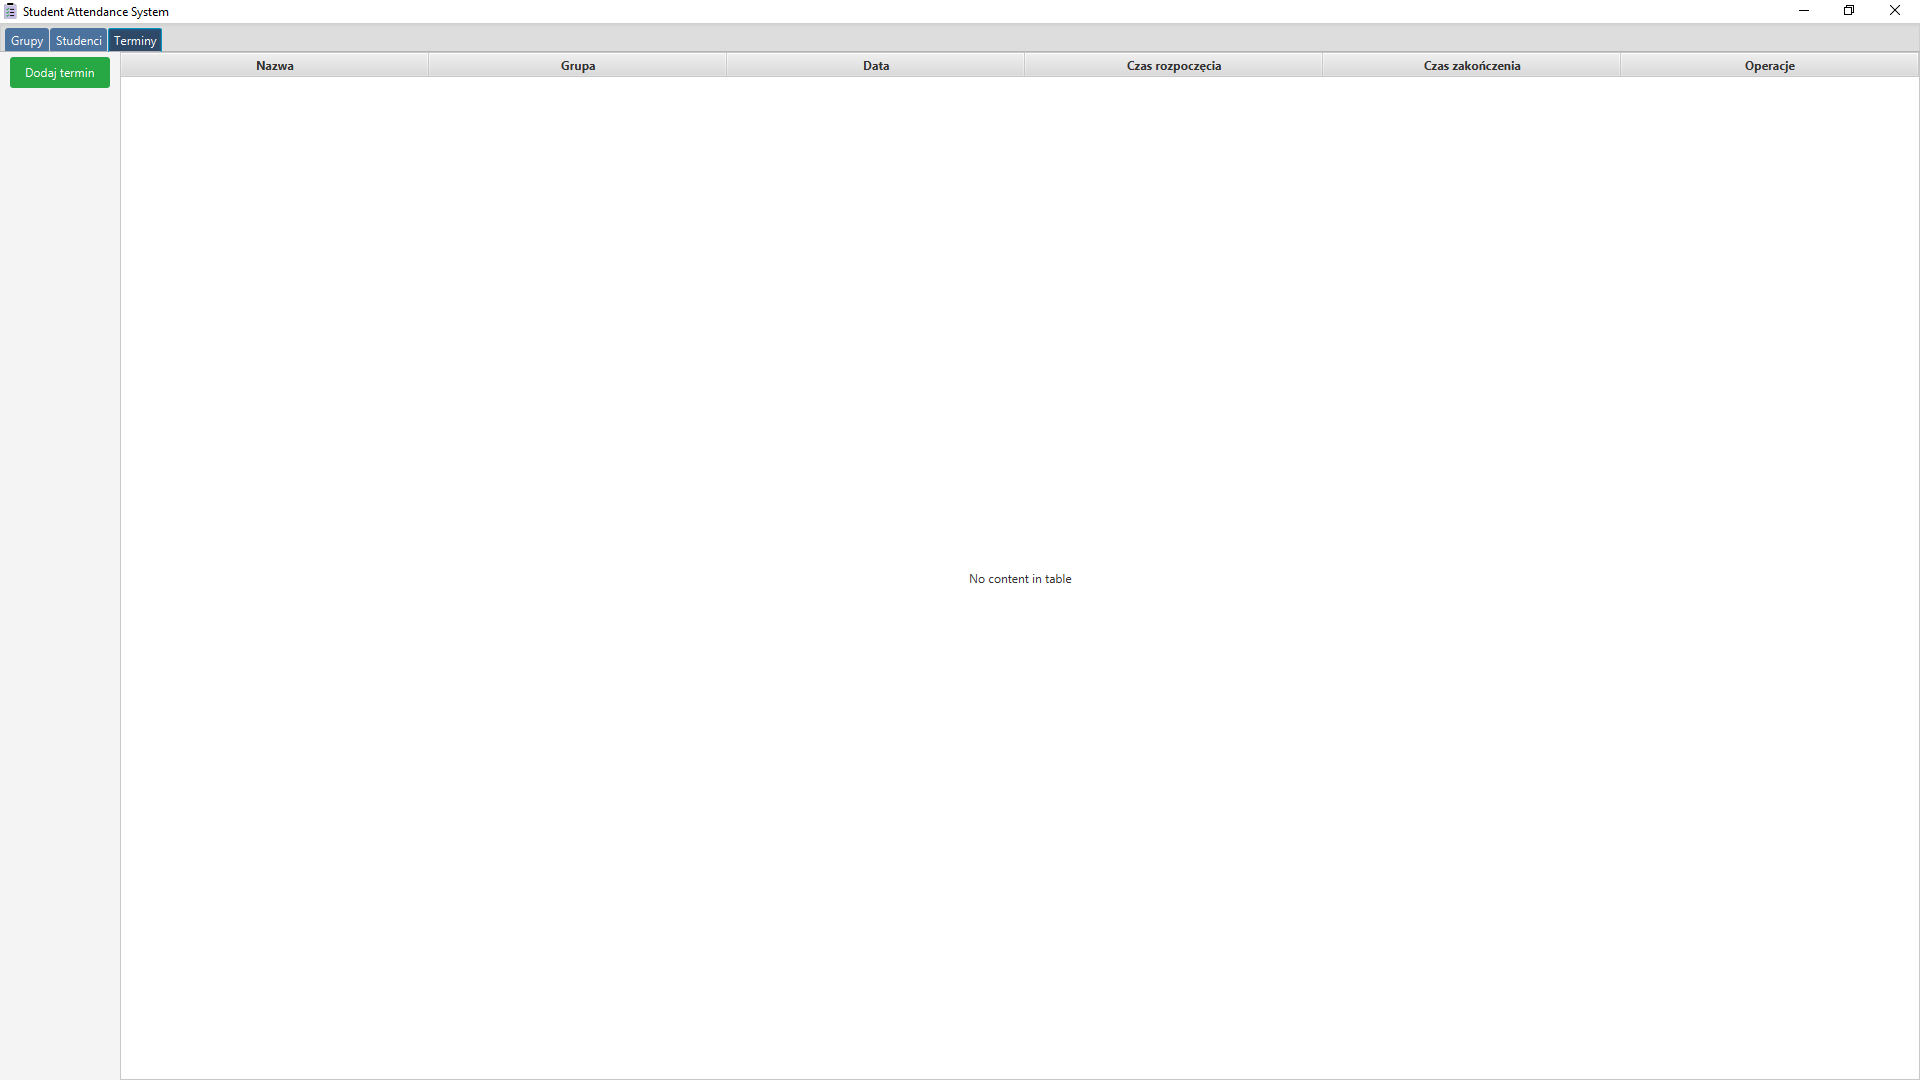 Student Attendance System
Grupy Studenci Terminy
Dodaj termin
Nazwa Grupa Data Czas rozpoczęcia Czas zakończenia Operacje
No content in table